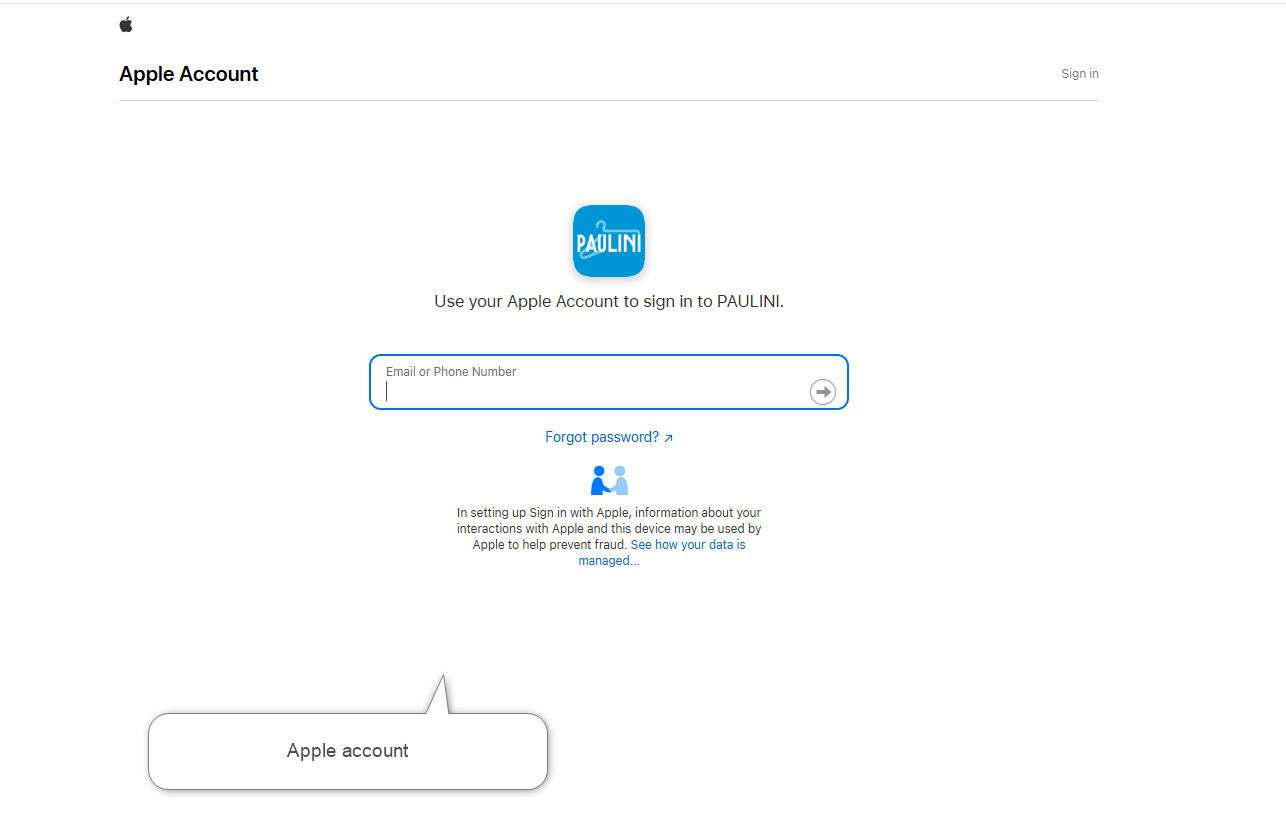 Apple Account
Sign in
PAULINI
Use your Apple Account to sign in to PAULINI.
Email or Phone Number
Forgot password? ↗
In setting up Sign in with Apple, information about your
interactions with Apple and this device may be used by
Apple to help prevent fraud. See how your data is
managed...
Apple account